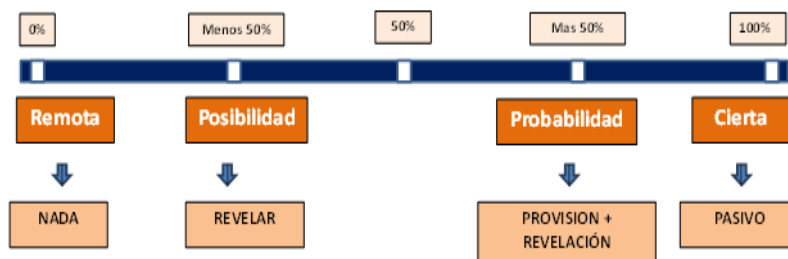 0%
Menos 50%
50%
Mas 50%
100%
Remota
Posibilidad
Probabilidad
Cierta
NADA
REVELAR
PROVISION +
REVELACIÓN
PASIVO